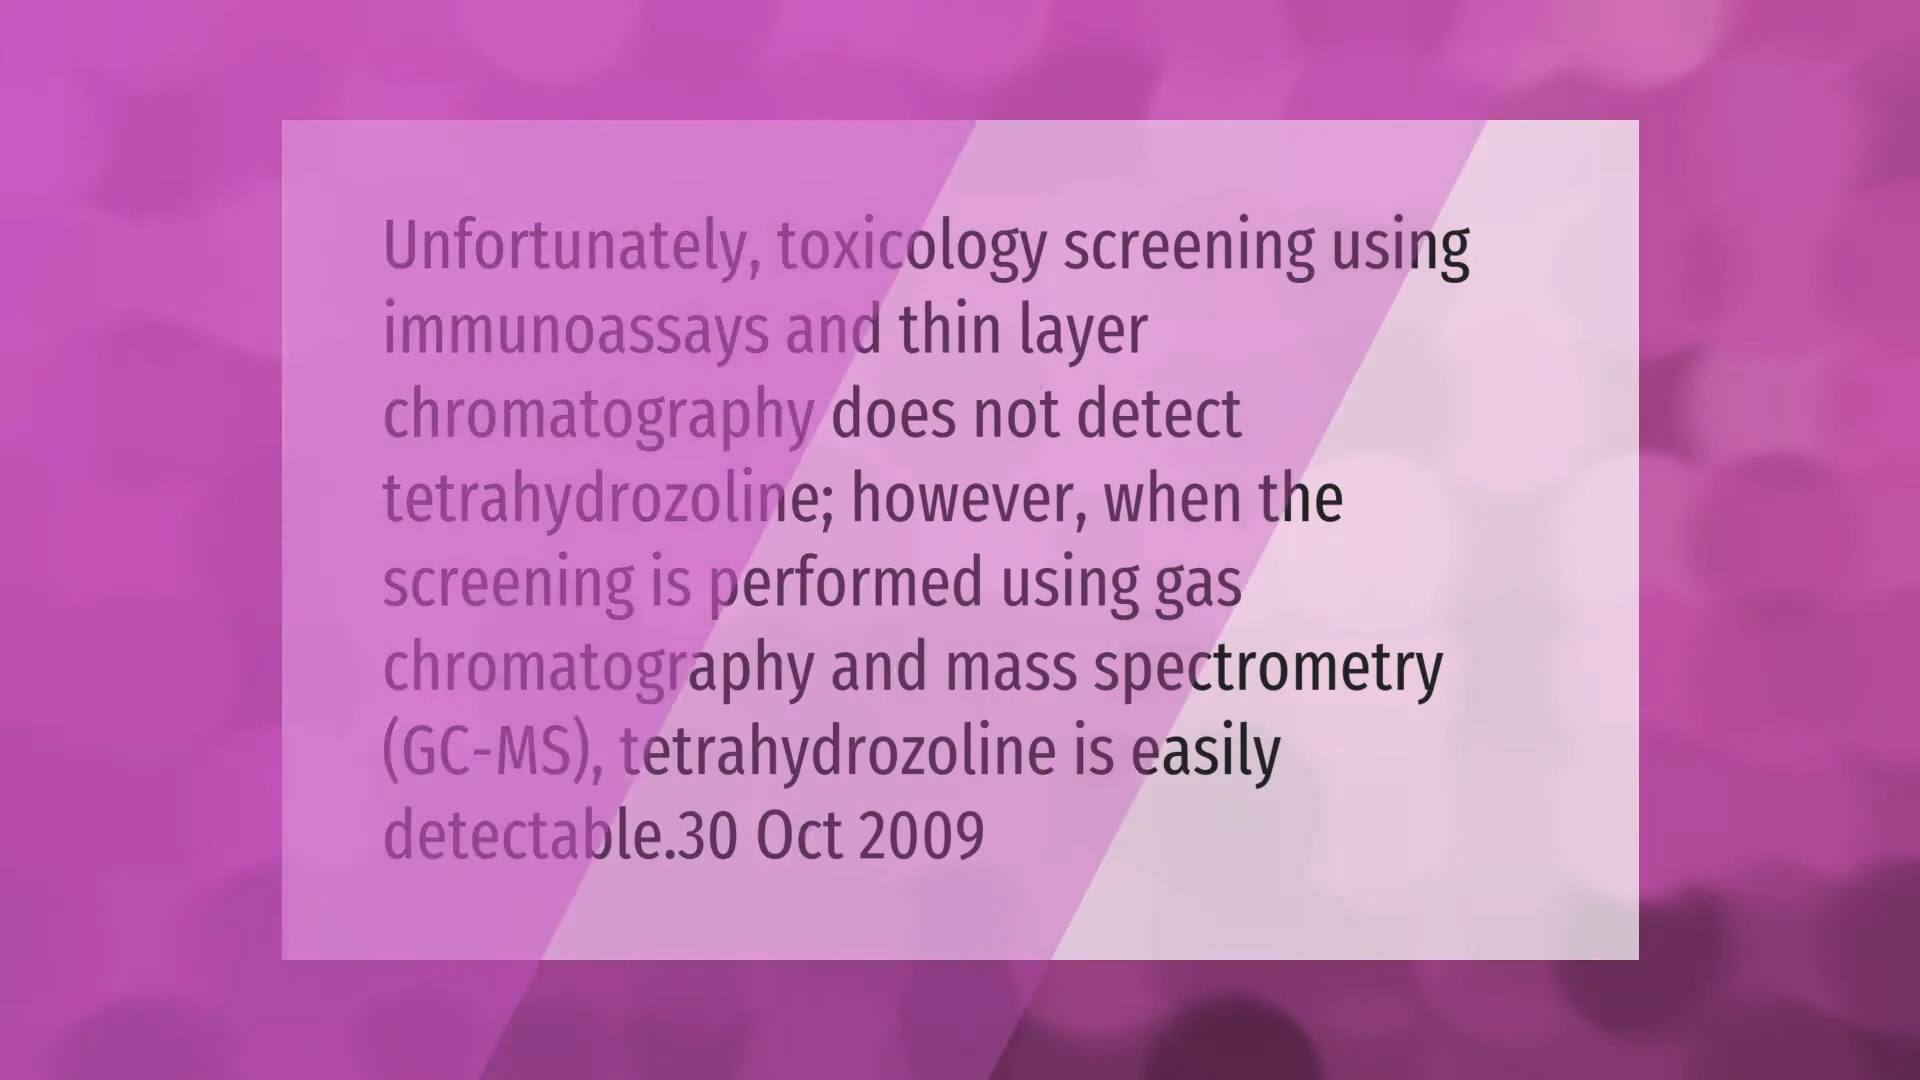 Unfortunately, toxicology screening using
immunoassays and thin layer
chromatography does not detect
tetrahydrozoline; however, when the
screening is performed using gas
chromatography and mass spectrometry
(GC-MS), tetrahydrozoline is easily
detectable.30 Oct 2009